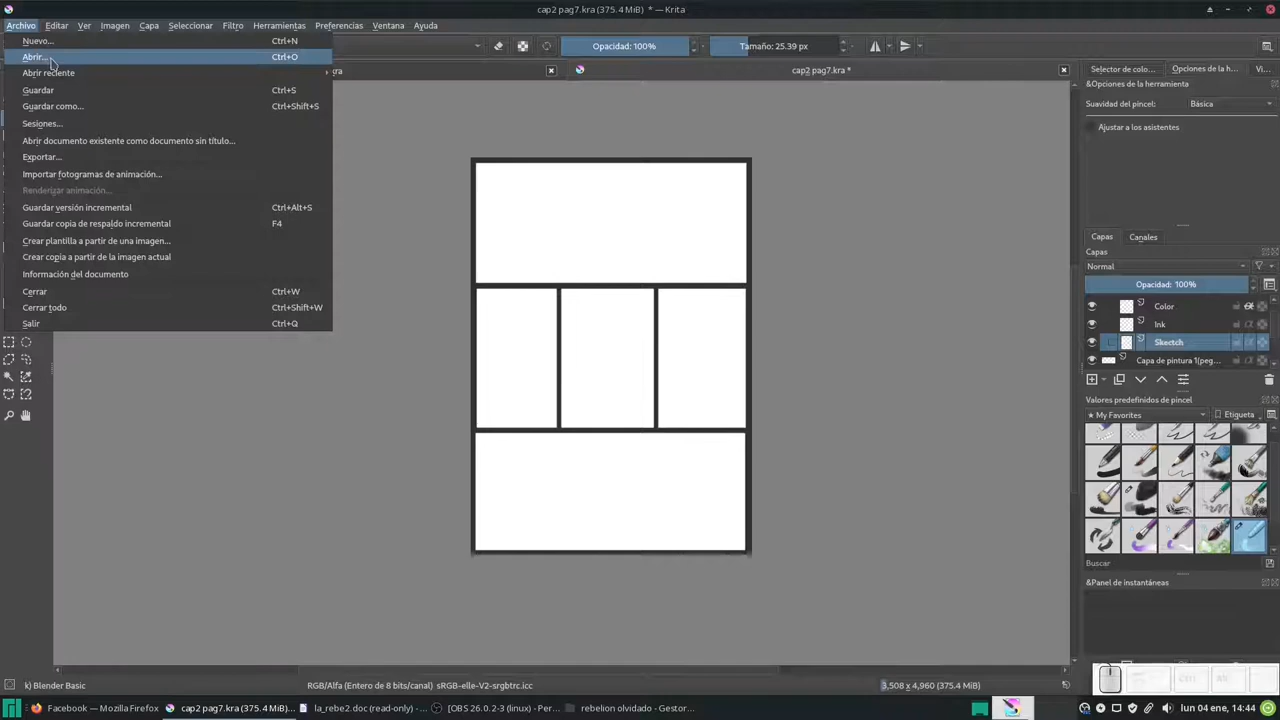 cap2 pag7.kra (375.4 MiB) * — Krita
Archivo Editar Ver Imagen Capa Seleccionar Filtro Herramientas Preferencias Ventana Ayuda
Nuevo... Ctrl+N
Abrir... Ctrl+O
Abrir reciente
Guardar Ctrl+S
Guardar como... Ctrl+Shift+S
Sesiones...
Abrir documento existente como documento sin título...
Exportar...
Importar fotogramas de animación...
Renderizar animación...
Guardar versión incremental Ctrl+Alt+S
Guardar copia de respaldo incremental F4
Crear plantilla a partir de una imagen...
Crear copia a partir de la imagen actual
Información del documento
Cerrar Ctrl+W
Cerrar todo Ctrl+Shift+W
Salir Ctrl+Q
Opacidad: 100% Tamaño: 25.39 px
kra cap2 pag7.kra *
Selector de colo... Opciones de la h... Vi...
&Opciones de la herramienta
Suavidad del pincel: Básica
Ajustar a los asistentes
Capas Canales
Capas
Normal
Opacidad: 100%
Color
Ink
Skectch
Capa de pintura 1(peg...
Valores predefinidos de pincel
My Favorites Etiqueta
Buscar
&Panel de instantáneas
k) Blender Basic RGB/Alfa (Entero de 8 bits/canal) sRGB-elle-V2-srgbtrc.icc 3,508 x 4,960 (375.4 MiB)
Facebook — Mozilla Firefox cap2 pag7.kra (375.4 MiB) * ... la_rebe2.doc (read-only) - ... [OBS 26.0.2-3 (linux) - Per... rebelion olvidado - Gestor... lun 04 ene, 14:44